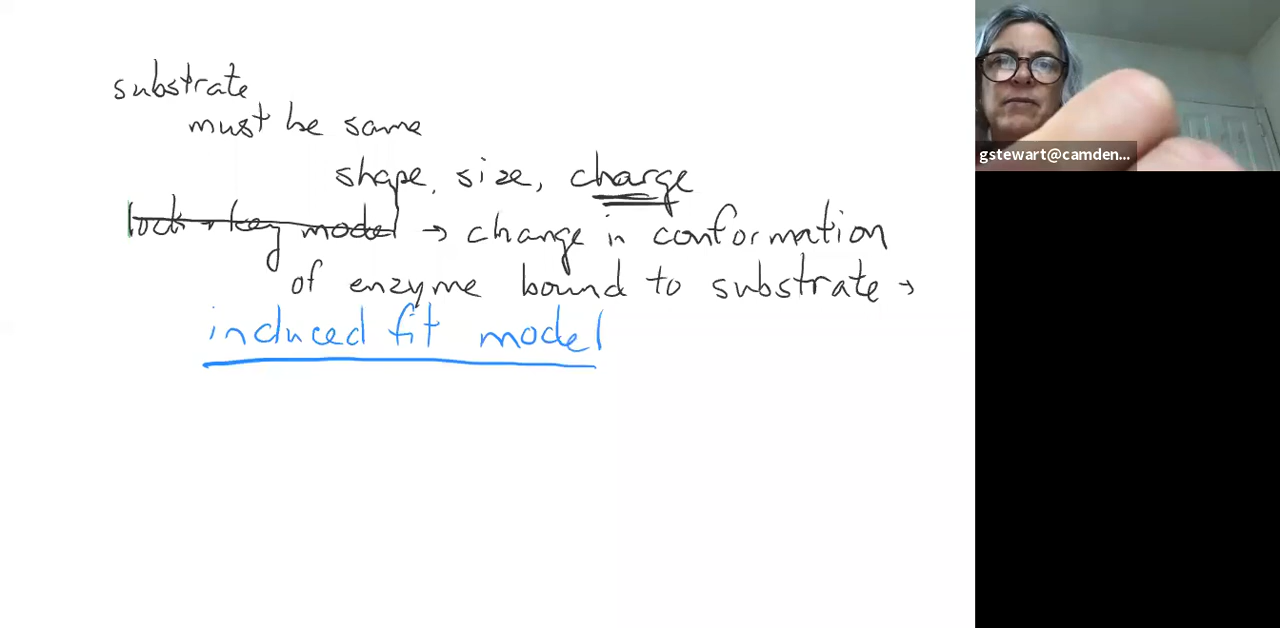 substrate
must be same
shape, size, charge
lock + key model → change in conformation
of enzyme bound to substrate →
induced fit model
gstewart@camden...